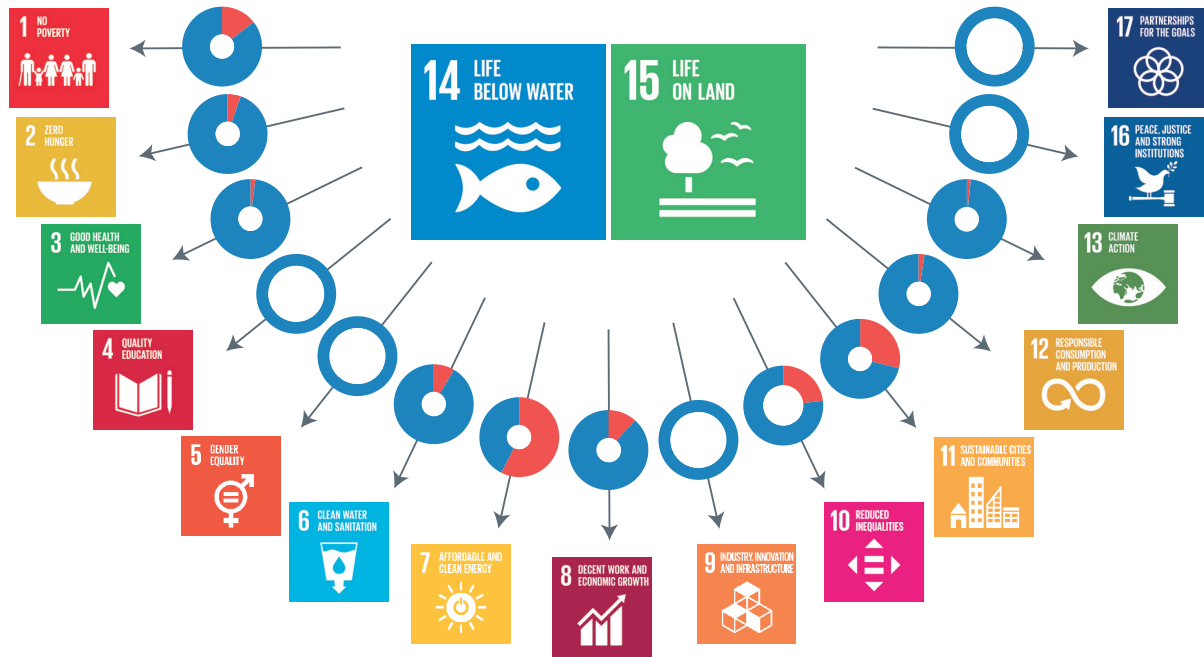 1 NO
POVERTY
2 ZERO
HUNGER
3 GOOD HEALTH
AND WELL-BEING
4 QUALITY
EDUCATION
5 GENDER
EQUALITY
6 CLEAN WATER
AND SANITATION
7 AFFORDABLE AND
CLEAN ENERGY
8 DECENT WORK AND
ECONOMIC GROWTH
9 INDUSTRY, INNOVATION
AND INFRASTRUCTURE
10 REDUCED
INEQUALITIES
11 SUSTAINABLE CITIES
AND COMMUNITIES
12 RESPONSIBLE
CONSUMPTION
AND PRODUCTION
13 CLIMATE
ACTION
14 LIFE
BELOW WATER
15 LIFE
ON LAND
16 PEACE, JUSTICE
AND STRONG
INSTITUTIONS
17 PARTNERSHIPS
FOR THE GOALS